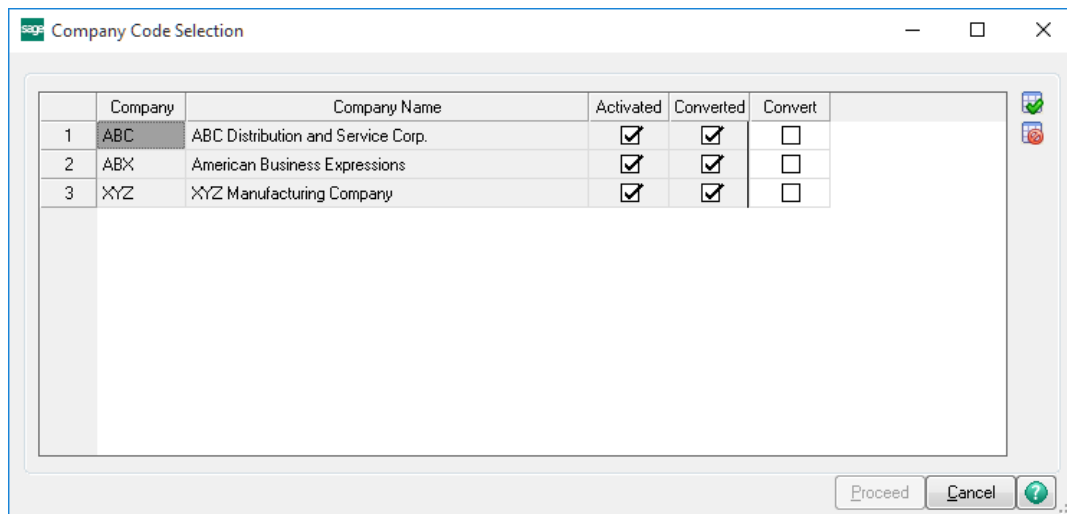 sage Company Code Selection
Company Company Name Activated Converted Convert
1 ABC ABC Distribution and Service Corp.
2 ABX American Business Expressions
3 XYZ XYZ Manufacturing Company
Proceed Cancel ?